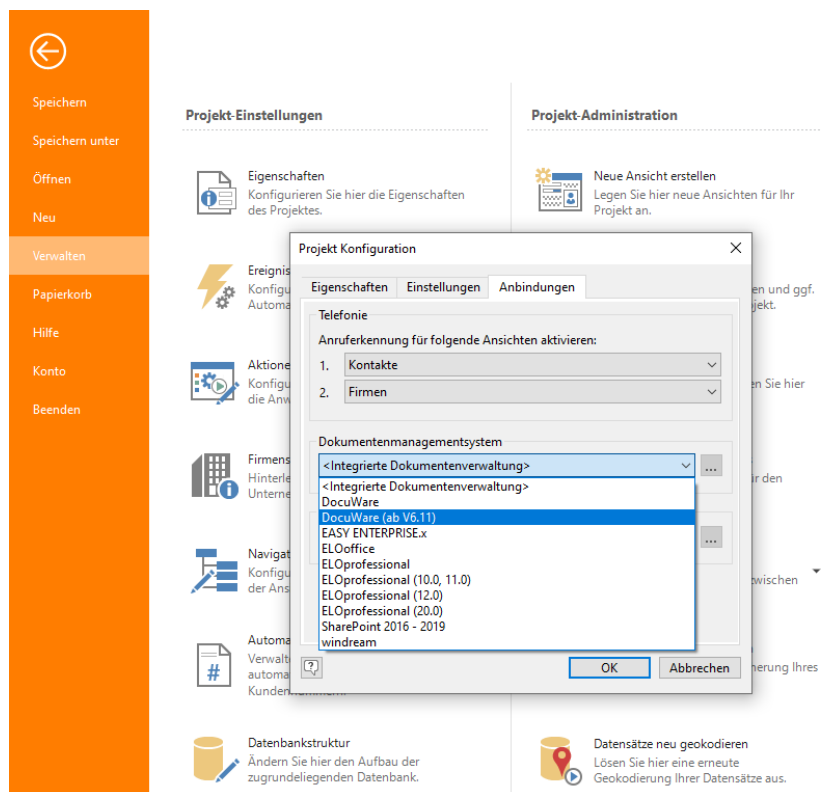 Speichern
Speichern unter
Öffnen
Neu
Verwalten
Papierkorb
Hilfe
Konto
Beenden
Projekt-Einstellungen
Eigenschaften
Konfigurieren Sie hier die Eigenschaften
des Projektes.
Ereignis
Konfigu
Automa
Aktione
Konfigu
die Anw
Firmens
Hinterle
Unterne
Navigat
Konfigu
der Ans
Automa
Verwalt
automa
Kundennummern.
Datenbankstruktur
Ändern Sie hier den Aufbau der
zugrundeliegenden Datenbank.
Projekt-Administration
Neue Ansicht erstellen
Legen Sie hier neue Ansichten für Ihr
Projekt an.
en und ggf.
jekt.
en Sie hier
ür den
zwischen
herung Ihres
Datensätze neu geokodieren
Lösen Sie hier eine erneute
Geokodierung Ihrer Datensätze aus.
Projekt Konfiguration
Eigenschaften Einstellungen Anbindungen
Telefonie
Anruferkennung für folgende Ansichten aktivieren:
1. Kontakte
2. Firmen
Dokumentenmanagementsystem
<Integrierte Dokumentenverwaltung> ...
<Integrierte Dokumentenverwaltung>
DocuWare
DocuWare (ab V6.11)
EASY ENTERPRISE.x
ELOoffice
ELOprofessional
ELOprofessional (10.0, 11.0)
ELOprofessional (12.0)
ELOprofessional (20.0)
SharePoint 2016 - 2019
windream
...
OK Abbrechen